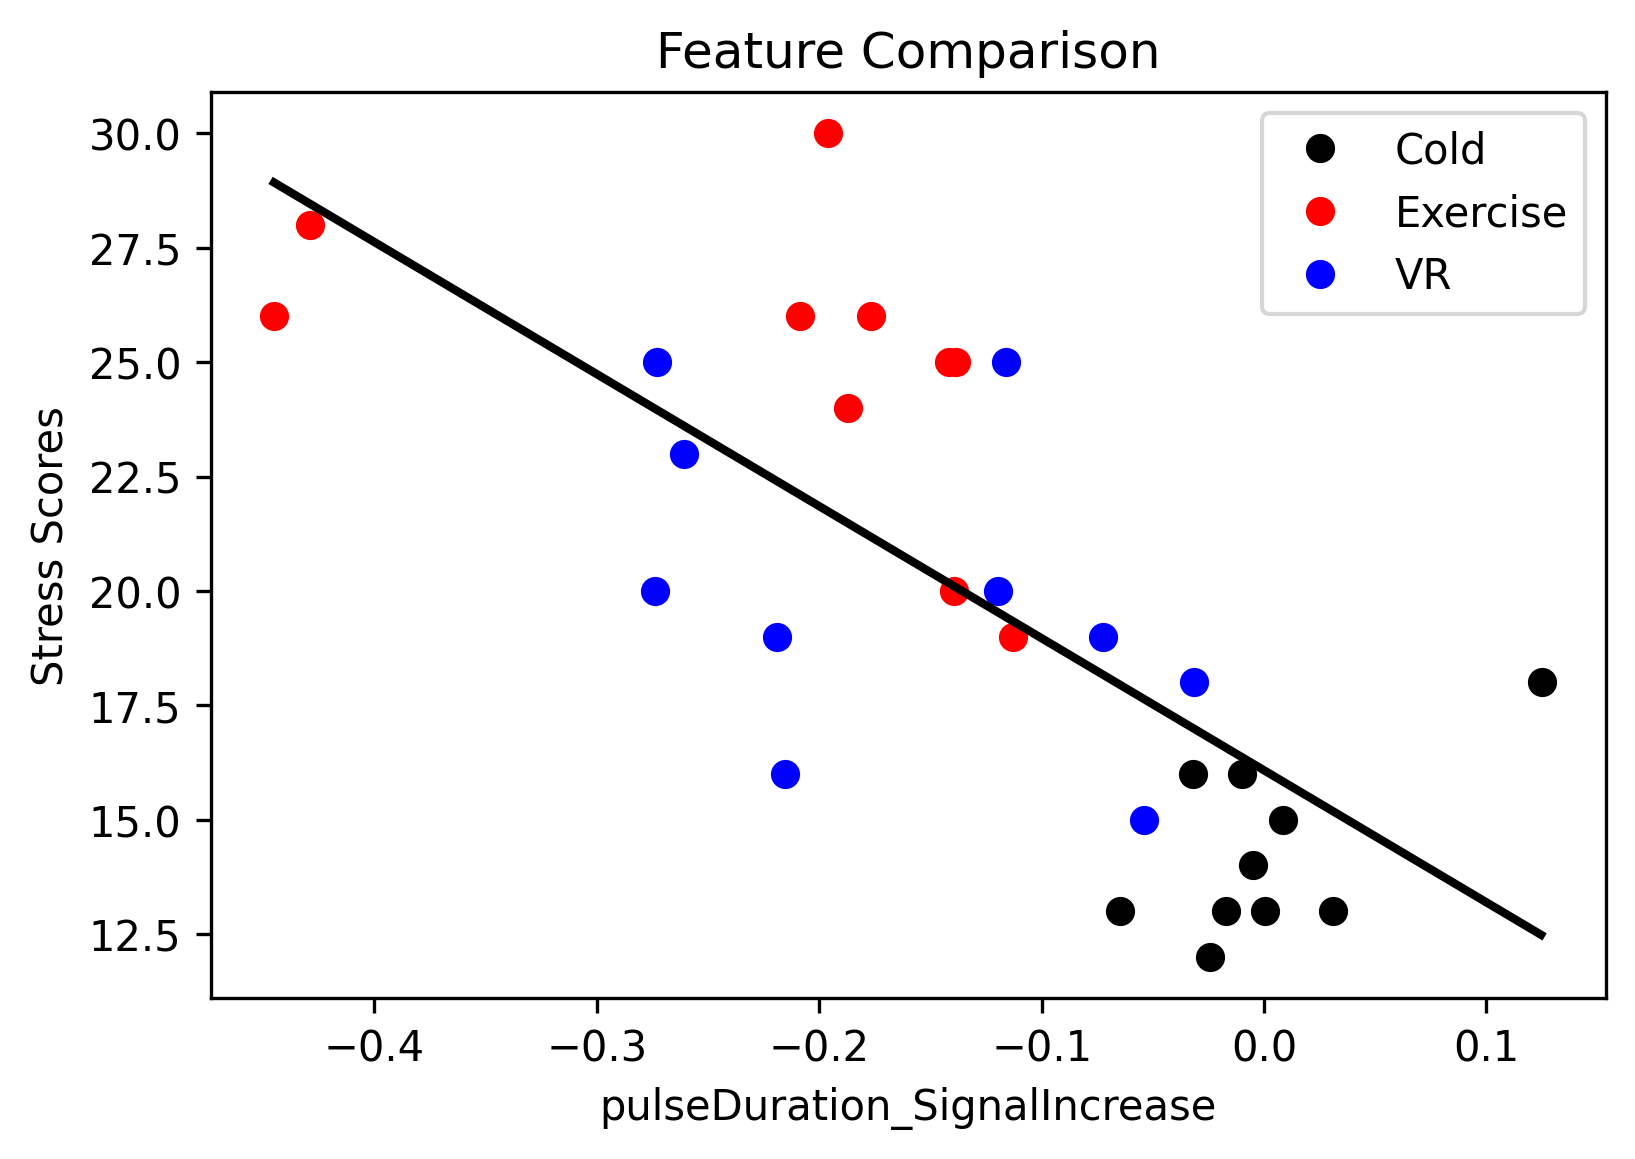 Feature Comparison
30.0
27.5
25.0
22.5
20.0
17.5
15.0
12.5
Stress Scores
Cold
Exercise
VR
−0.4 −0.3 −0.2 −0.1 0.0 0.1
pulseDuration_SignalIncrease